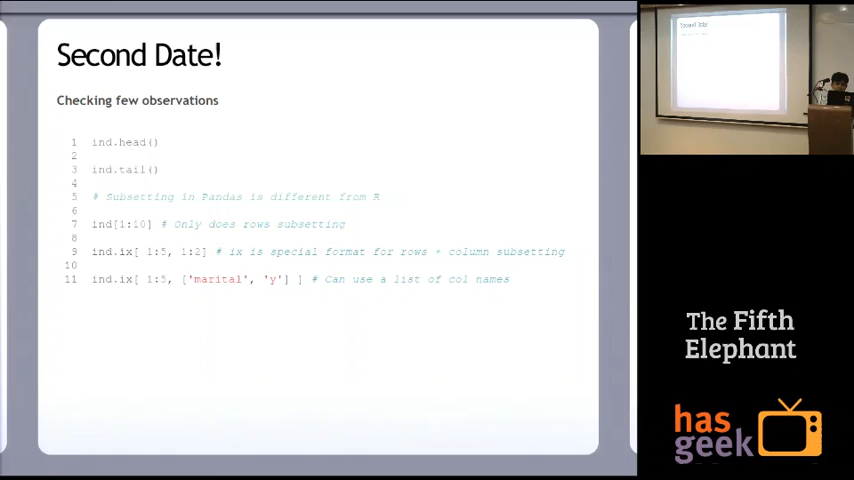 Second Date!
Checking few observations
1 ind.head()
2
3 ind.tail()
4
5 # Subsetting in Pandas is different from R
6
7 ind[1:10] # Only does rows subsetting
8
9 ind.ix[ 1:5, 1:2] # ix is special format for rows + column subsetting
10
11 ind.ix[ 1:5, ['marital', 'y'] ] # Can use a list of col names
Second Date!
The Fifth
Elephant
has
geek